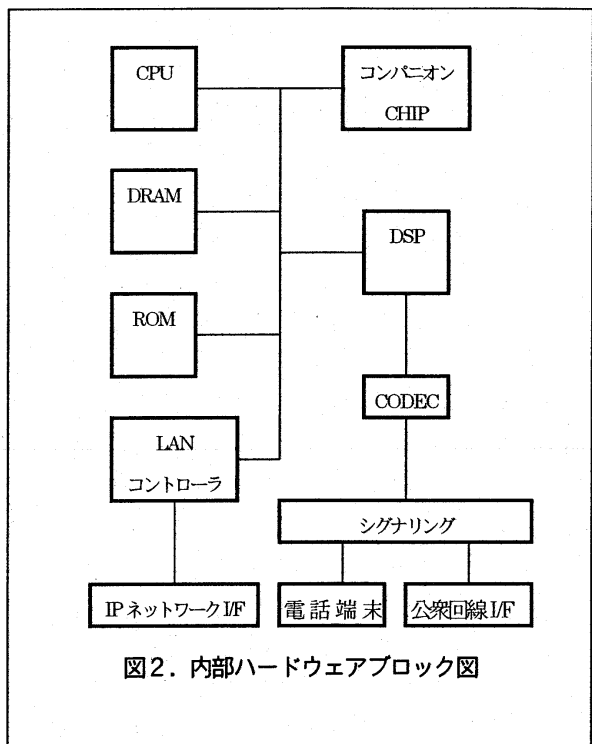 CPU
コンパニオン
CHIP
DRAM
DSP
ROM
CODEC
LAN
コントローラ
シグナリング
IPネットワークI/F
電話端末
公衆回線I/F
図2．内部ハードウェアブロック図